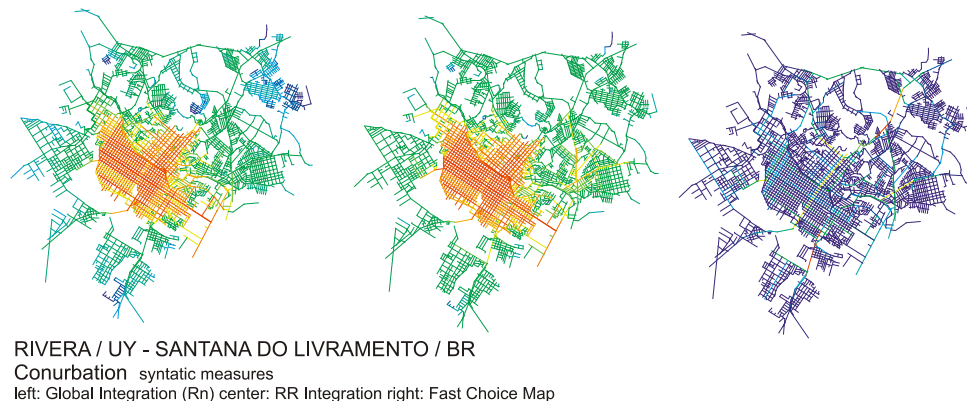 RIVERA / UY - SANTANA DO LIVRAMENTO / BR
Conurbation syntatic measures
left: Global Integration (Rn) center: RR Integration right: Fast Choice Map